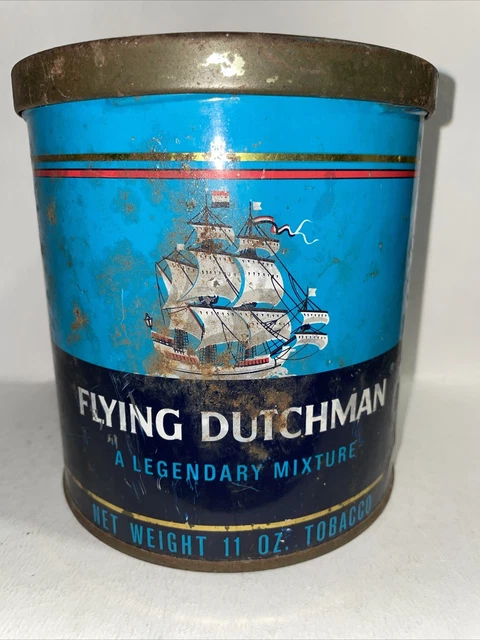 FLYING DUTCHMAN
A LEGENDARY MIXTURE
NET WEIGHT 11 OZ. TOBACCO